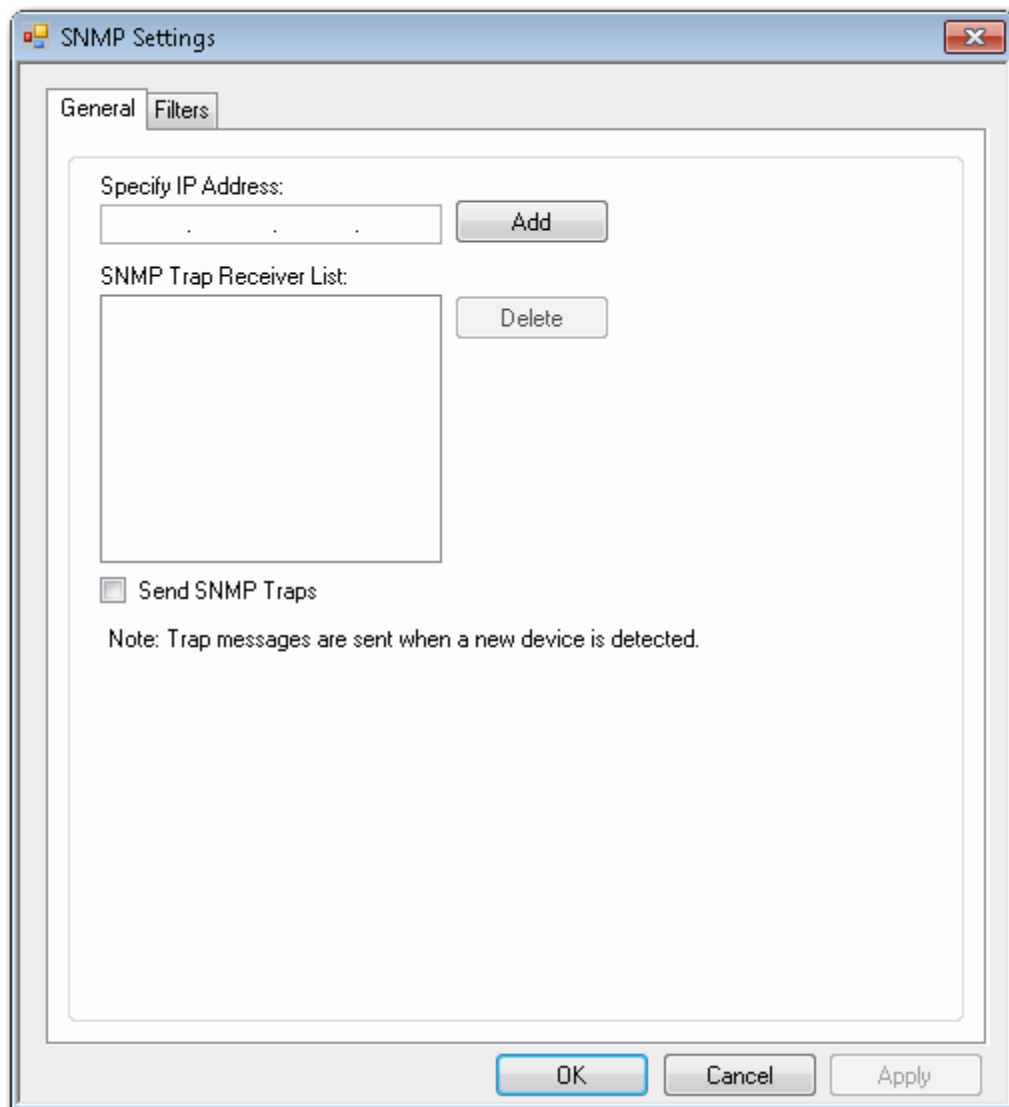 SNMP Settings
General Filters
Specify IP Address:
. . . Add
SNMP Trap Receiver List:
Delete
Send SNMP Traps
Note: Trap messages are sent when a new device is detected.
OK Cancel Apply